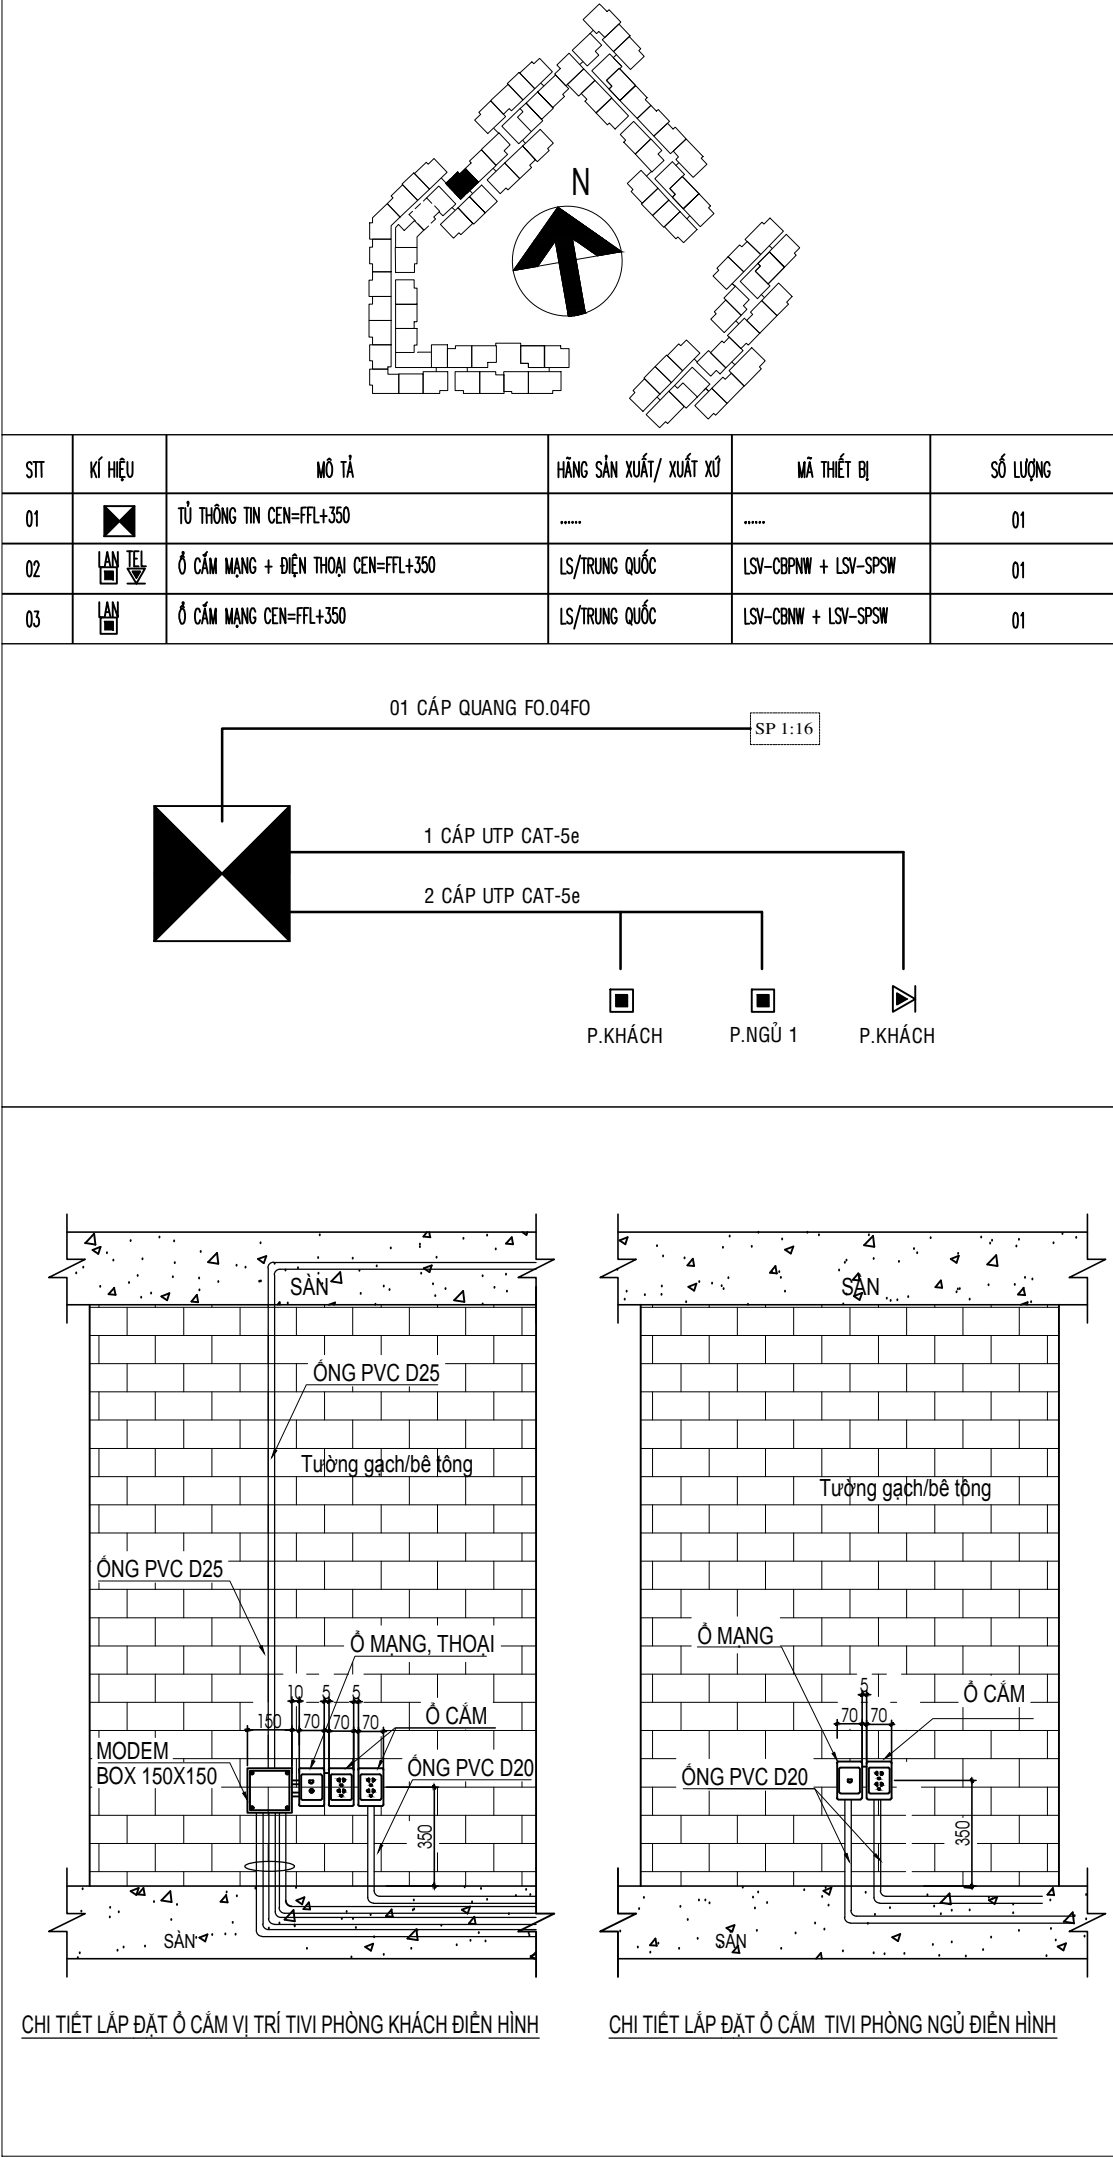 N
STT KÍ HIỆU MÔ TẢ HÃNG SẢN XUẤT/ XUẤT XỨ MÃ THIẾT BỊ SỐ LƯỢNG
01 TỦ THÔNG TIN CEN=FFL+350 ...... ...... 01
02 LAN TEL Ổ CẮM MẠNG + ĐIỆN THOẠI CEN=FFL+350 LS/TRUNG QUỐC LSV-CBPNW + LSV-SPSW 01
03 LAN Ổ CẮM MẠNG CEN=FFL+350 LS/TRUNG QUỐC LSV-CBNW + LSV-SPSW 01
01 CÁP QUANG FO.04FO
SP 1:16
1 CÁP UTP CAT-5e
2 CÁP UTP CAT-5e
P.KHÁCH P.NGỦ 1 P.KHÁCH
SÀN
ỐNG PVC D25
Tường gạch/bê tông
ỐNG PVC D25
Ổ MẠNG, THOẠI
10 5 5
150 70 70 70
Ổ CẮM
MODEM
BOX 150X150
ỐNG PVC D20
350
SÀN
CHI TIẾT LẮP ĐẶT Ổ CẮM VỊ TRÍ TIVI PHÒNG KHÁCH ĐIỂN HÌNH
SÀN
Tường gạch/bê tông
Ổ MẠNG
5
70 70
Ổ CẮM
ỐNG PVC D20
350
SÀN
CHI TIẾT LẮP ĐẶT Ổ CẮM TIVI PHÒNG NGỦ ĐIỂN HÌNH